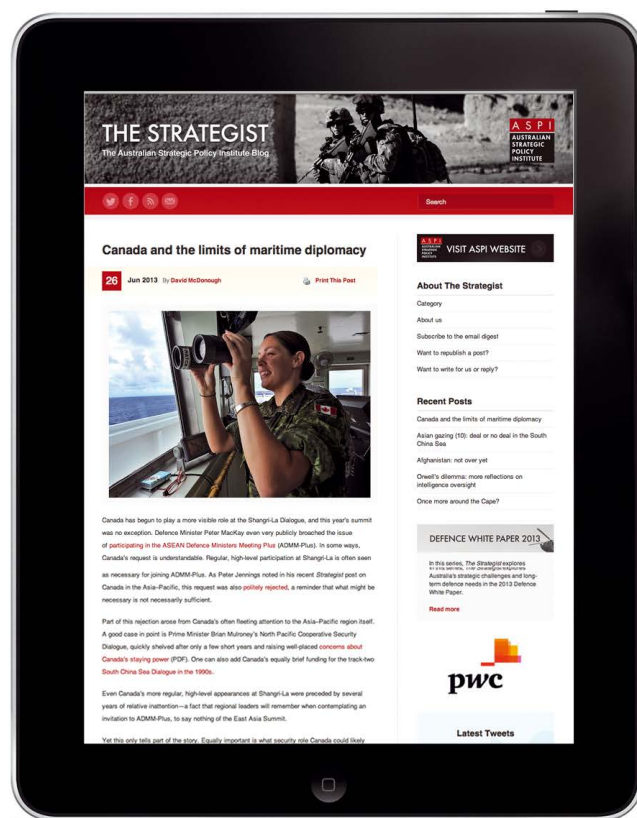 THE STRATEGIST
The Australian Strategic Policy Institute Blog
ASPI
AUSTRALIAN
STRATEGIC
POLICY
INSTITUTE
Search
Canada and the limits of maritime diplomacy
26 Jun 2013 By David McDonough Print This Post
Canada has begun to play a more visible role at the Shangri-La Dialogue, and this year's summit
was no exception. Defence Minister Peter MacKay even very publicly broached the issue
of participating in the ASEAN Defence Ministers Meeting Plus (ADMM-Plus). In some ways,
Canada's request is understandable. Regular, high-level participation at Shangri-La is often seen
as necessary for joining ADMM-Plus. As Peter Jennings noted in his recent Strategist post on
Canada in the Asia–Pacific, this request was also politely rejected, a reminder that what might be
necessary is not necessarily sufficient.
Part of this rejection arose from Canada's often fleeting attention to the Asia–Pacific region itself.
A good case in point is Prime Minister Brian Mulroney's North Pacific Cooperative Security
Dialogue, quickly shelved after only a few short years and raising well-placed concerns about
Canada's staying power (PDF). One can also add Canada's equally brief funding for the track-two
South China Sea Dialogue in the 1990s.
Even Canada's more regular, high-level appearances at Shangri-La were preceded by several
years of relative inattention—a fact that regional leaders will remember when contemplating an
invitation to ADMM-Plus, to say nothing of the East Asia Summit.
Yet this only tells part of the story. Equally important is what security role Canada could likely
ASPI
AUSTRALIAN
STRATEGIC
POLICY
INSTITUTE
VISIT ASPI WEBSITE
About The Strategist
Category
About us
Subscribe to the email digest
Want to republish a post?
Want to write for us or reply?
Recent Posts
Canada and the limits of maritime diplomacy
Asian gazing (10): deal or no deal in the South
China Sea
Afghanistan: not over yet
Orwell's dilemma: more reflections on
intelligence oversight
Once more around the Cape?
DEFENCE WHITE PAPER 2013
In this series, The Strategist explores
Australia's strategic challenges and long-
term defence needs in the 2013 Defence
White Paper.
Read more
pwc
Latest Tweets